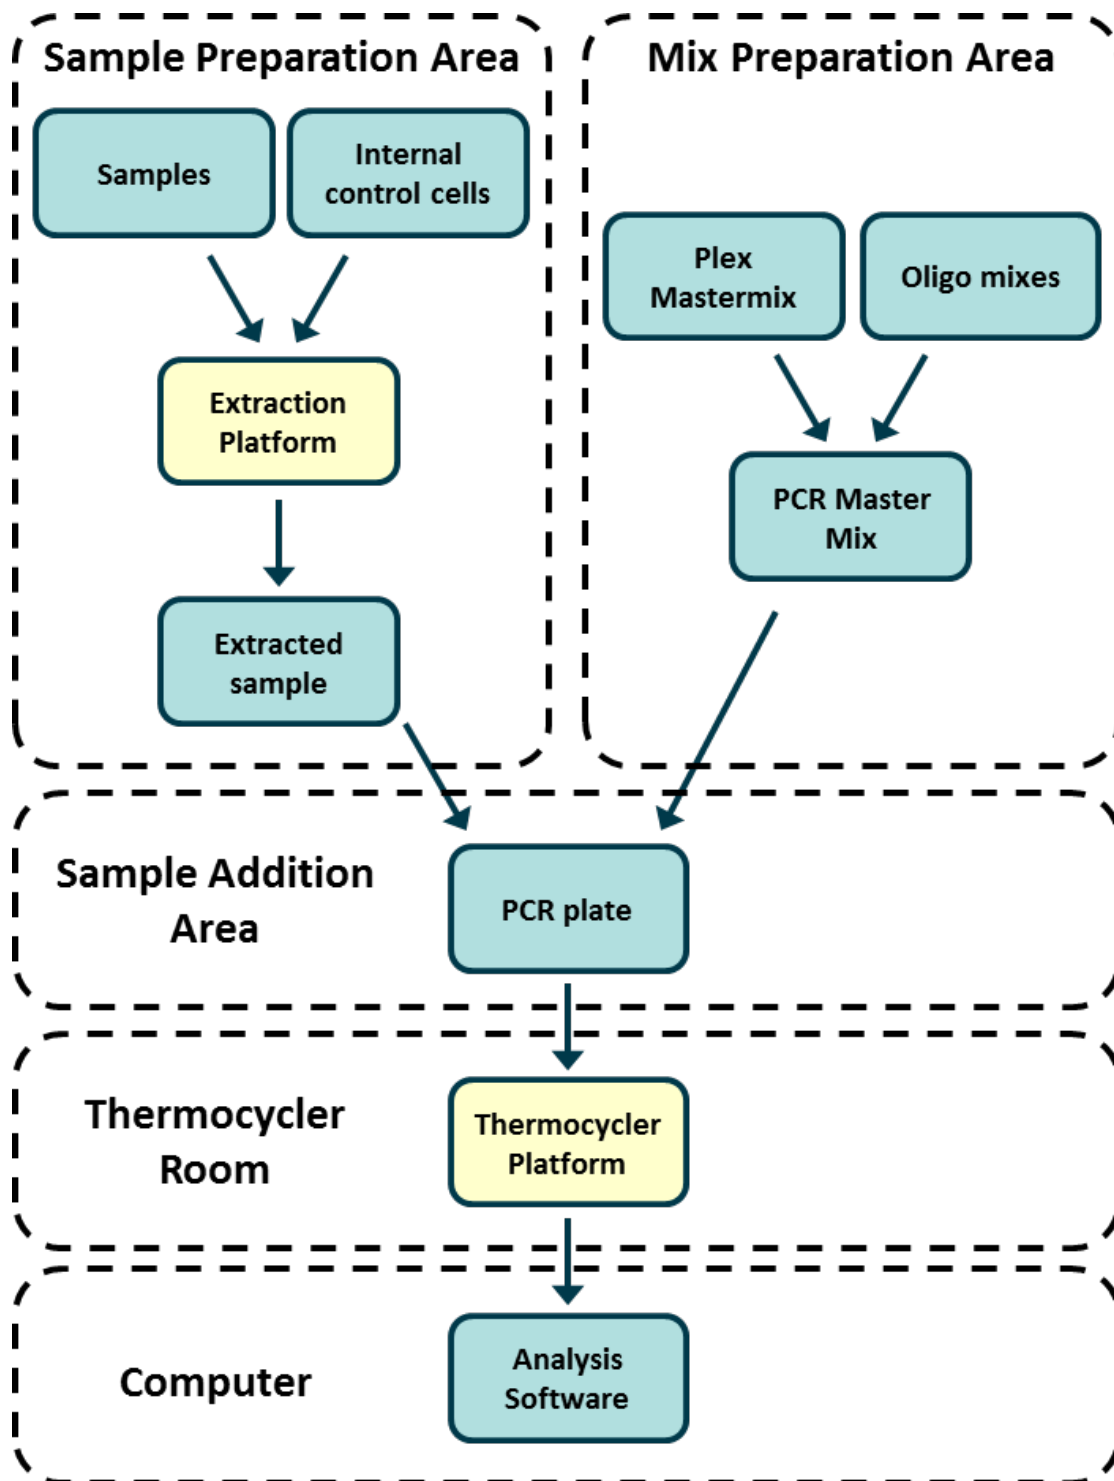 Sample Preparation Area
Samples
Internal
control cells
Extraction
Platform
Extracted
sample
Mix Preparation Area
Plex
Mastermix
Oligo mixes
PCR Master
Mix
Sample Addition
Area
PCR plate
Thermocycler
Room
Thermocycler
Platform
Computer
Analysis
Software